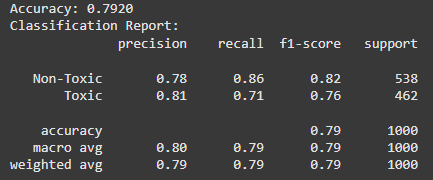 Accuracy: 0.7920
Classification Report:
precision recall f1-score support
Non-Toxic 0.78 0.86 0.82 538
Toxic 0.81 0.71 0.76 462
accuracy 0.79 1000
macro avg 0.80 0.79 0.79 1000
weighted avg 0.79 0.79 0.79 1000